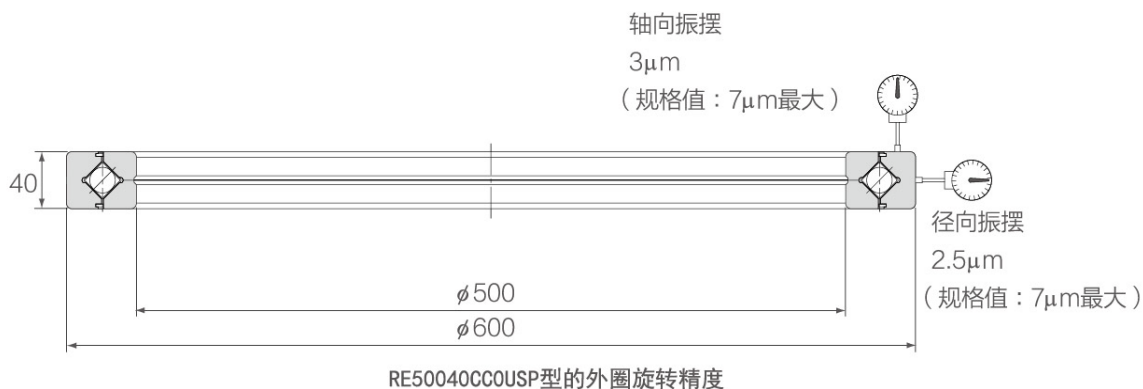 轴向振摆
3μm
（规格值：7μm最大）
40
径向振摆
2.5μm
（规格值：7μm最大）
ϕ500
ϕ600
RE50040CC0USP型的外圈旋转精度